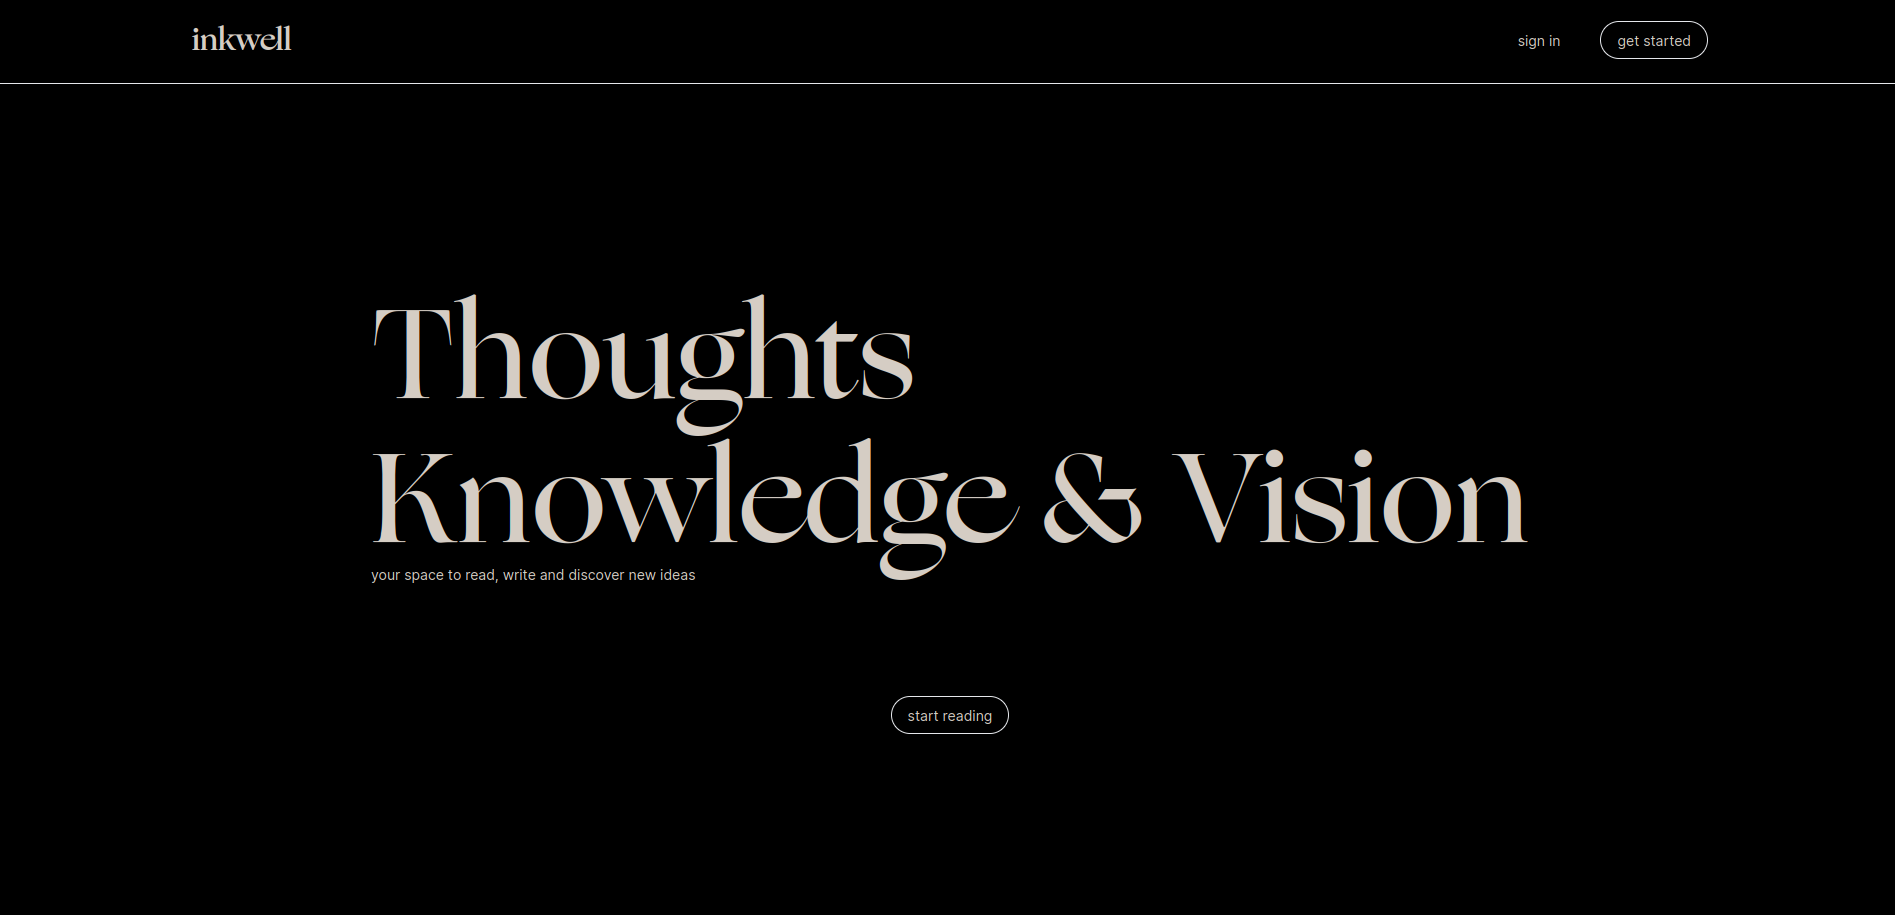 inkwell
sign in
get started
Thoughts
Knowledge & Vision
your space to read, write and discover new ideas
start reading